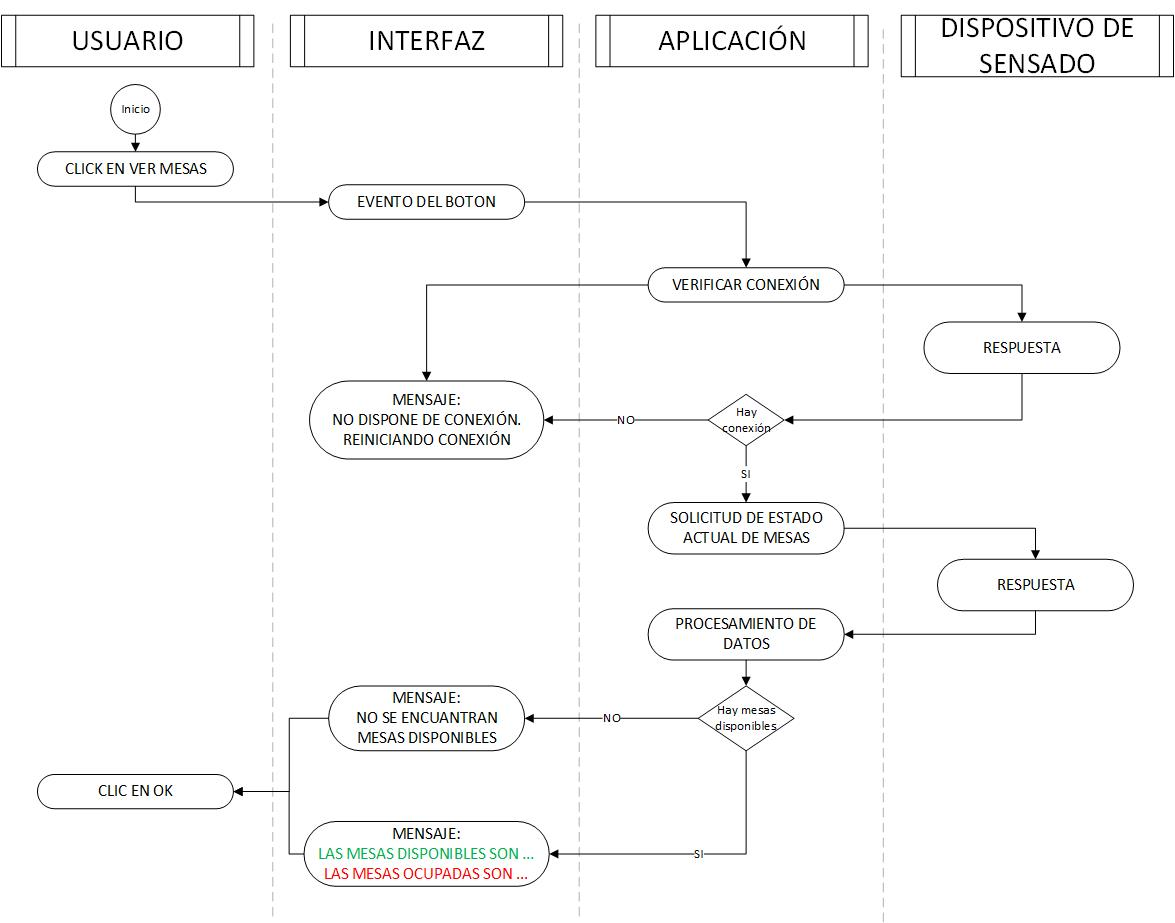 USUARIO
INTERFAZ
APLICACIÓN
DISPOSITIVO DE
SENSADO
Inicio
CLICK EN VER MESAS
EVENTO DEL BOTON
VERIFICAR CONEXIÓN
RESPUESTA
MENSAJE:
NO DISPONE DE CONEXIÓN.
REINICIANDO CONEXIÓN
NO
Hay
conexión
SI
SOLICITUD DE ESTADO
ACTUAL DE MESAS
RESPUESTA
PROCESAMIENTO DE
DATOS
MENSAJE:
NO SE ENCUANTRAN
MESAS DISPONIBLES
NO
Hay mesas
disponibles
CLIC EN OK
MENSAJE:
LAS MESAS DISPONIBLES SON ...
LAS MESAS OCUPADAS SON ...
SI